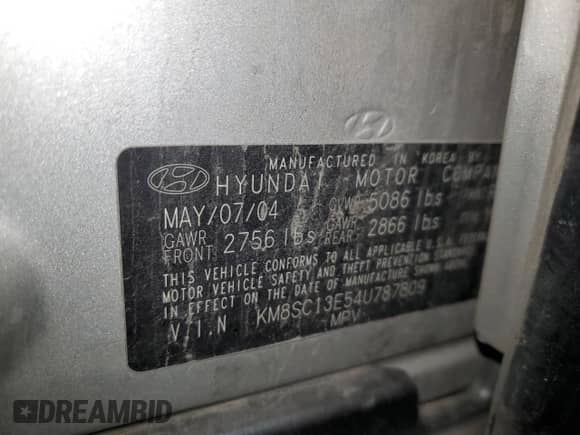 MANUFACTURED IN KOREA BY
HYUNDAI MOTOR COMPANY
MAY/07/04 GVWR 5086 lbs
GAWR FRONT 2756 lbs GAWR REAR 2866 lbs
THIS VEHICLE CONFORMS TO ALL APPLICABLE U.S.A. FEDERAL
MOTOR VEHICLE SAFETY AND THEFT PREVENTION STANDARDS
IN EFFECT ON THE DATE OF MANUFACTURE SHOWN ABOVE
V.I.N KM8SC13E54U787809
MPV
DREAMBID